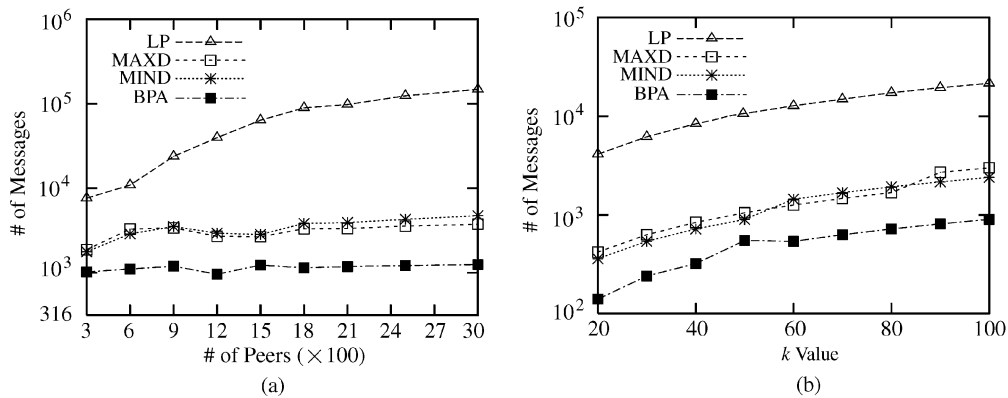 10^6
10^5
10^4
10^3
316
# of Messages
LP
MAXD
MIND
BPA
3 6 9 12 15 18 21 24 27 30
# of Peers (×100)
(a)
10^5
10^4
10^3
10^2
# of Messages
LP
MAXD
MIND
BPA
20 40 60 80 100
k Value
(b)